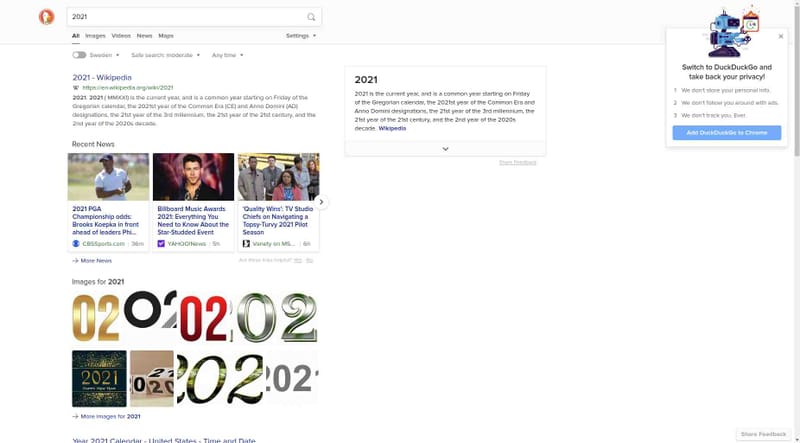 2021
All Images Videos News Maps Settings
Sweden Safe search: moderate Any time
2021 - Wikipedia
https://en.wikipedia.org/wiki/2021
2021. 2021 ( MMXXI) is the current year, and is a common year starting on Friday
of the Gregorian calendar, the 2021st year of the Common Era (CE) and Anno Domini (AD)
designations, the 21st year of the 3rd millennium, the 21st year of the 21st century, and the
2nd year of the 2020s decade.
Recent News
2021 PGA
Championship odds:
Brooks Koepka in front
ahead of leaders Phi...
CBSSports.com 36m
Billboard Music Awards
2021: Everything You
Need to Know About the
Star-Studded Event
YAHOO!News 5h
'Quality Wins': TV Studio
Chiefs on Navigating a
Topsy-Turvy 2021 Pilot
Season
Variety on MS... 6h
→ More News
Are these links helpful? Yes No
Images for 2021
02
02
02
202
2021
HAPPY NEW YEAR
202
2021
→ More Images for 2021
Year 2021 Calendar - United States - Time and Date
2021
2021 is the current year, and is a common year starting on Friday
of the Gregorian calendar, the 2021st year of the Common Era and
Anno Domini designations, the 21st year of the 3rd millennium, the
21st year of the 21st century, and the 2nd year of the 2020s
decade. Wikipedia
Share Feedback
Switch to DuckDuckGo and
take back your privacy!
1 We don't store your personal info.
2 We don't follow you around with ads.
3 We don't track you. Ever.
Add DuckDuckGo to Chrome
Share Feedback